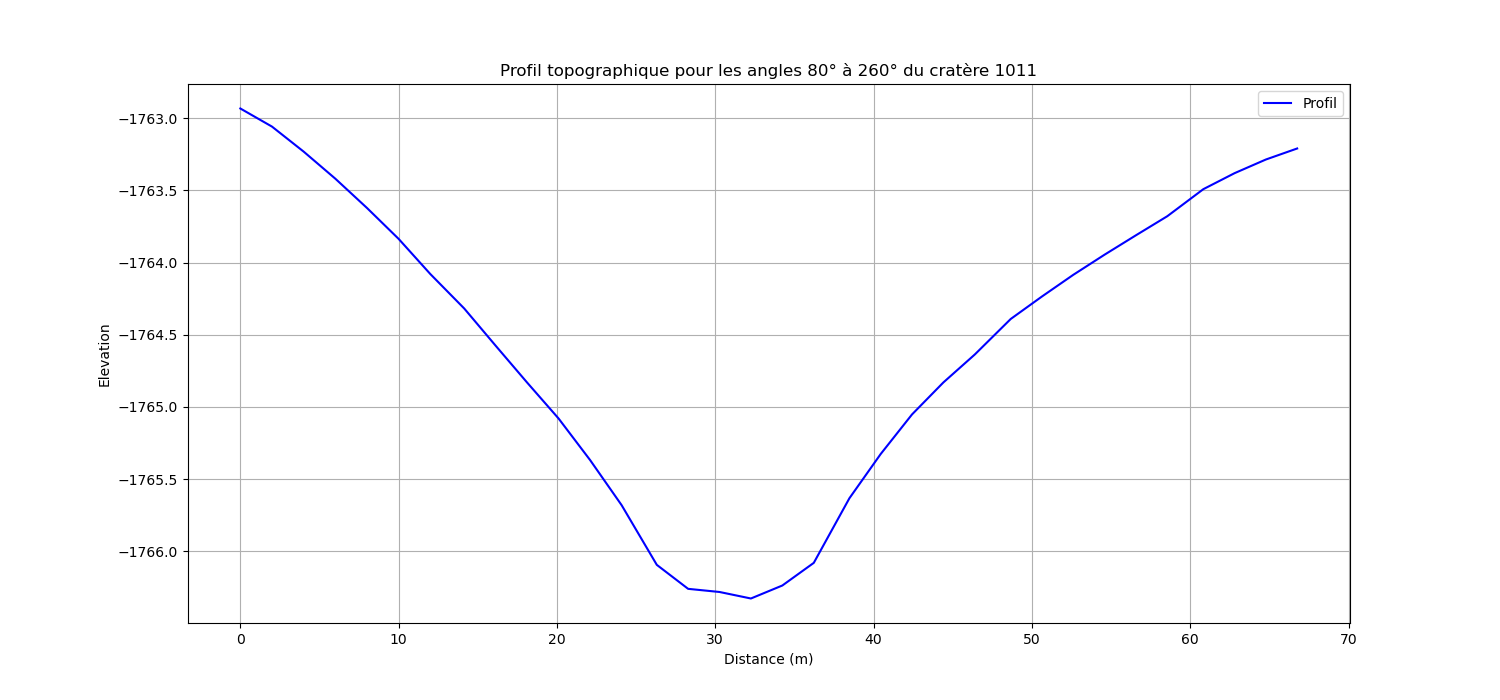 Profil topographique pour les angles 80° à 260° du cratère 1011
Profil
−1763.0
−1763.5
−1764.0
−1764.5
−1765.0
−1765.5
−1766.0
Elevation
0 10 20 30 40 50 60 70
Distance (m)